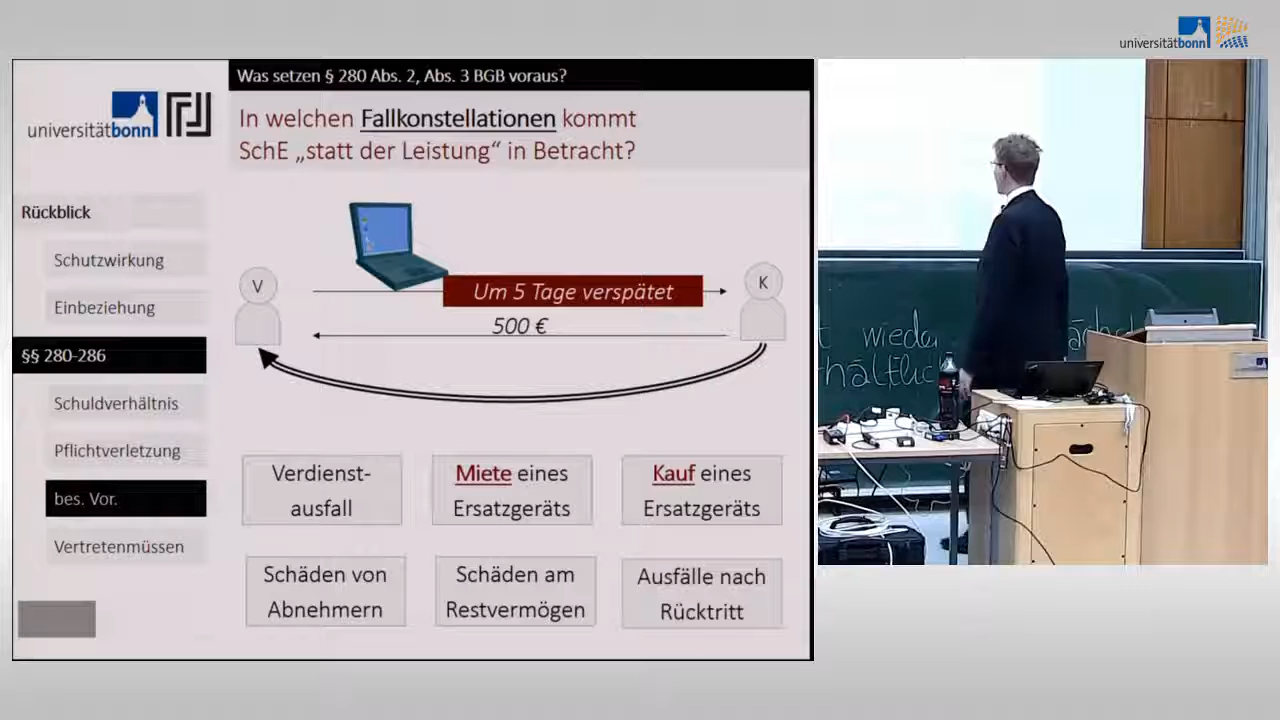 universitätbonn
universitätbonn
Was setzen § 280 Abs. 2, Abs. 3 BGB voraus?
In welchen Fallkonstellationen kommt
SchE „statt der Leistung“ in Betracht?
Rückblick
Schutzwirkung
Einbeziehung
§§ 280-286
Schuldverhältnis
Pflichtverletzung
bes. Vor.
Vertretenmüssen
V
K
Um 5 Tage verspätet
500 €
Verdienst-
ausfall
Miete eines
Ersatzgeräts
Kauf eines
Ersatzgeräts
Schäden von
Abnehmern
Schäden am
Restvermögen
Ausfälle nach
Rücktritt
wieder